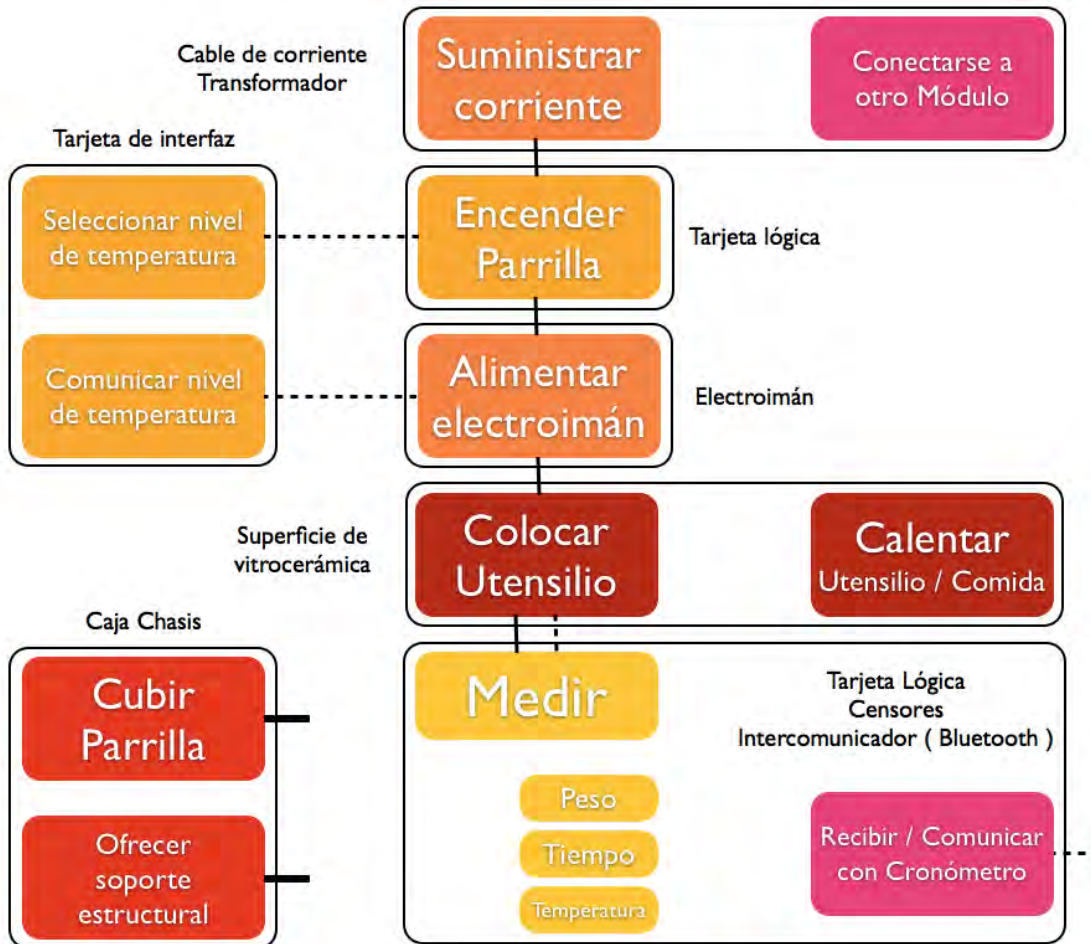 Cable de corriente
Transformador
Suministrar
corriente
Conectarse a
otro Módulo
Tarjeta de interfaz
Seleccionar nivel
de temperatura
Encender
Parrilla
Tarjeta lógica
Comunicar nivel
de temperatura
Alimentar
electroimán
Electroimán
Superficie de
vitrocerámica
Colocar
Utensilio
Calentar
Utensilio / Comida
Caja Chasis
Cubir
Parrilla
Medir
Tarjeta Lógica
Censores
Intercomunicador ( Bluetooth )
Peso
Tiempo
Temperatura
Ofrecer
soporte
estructural
Recibir / Comunicar
con Cronómetro